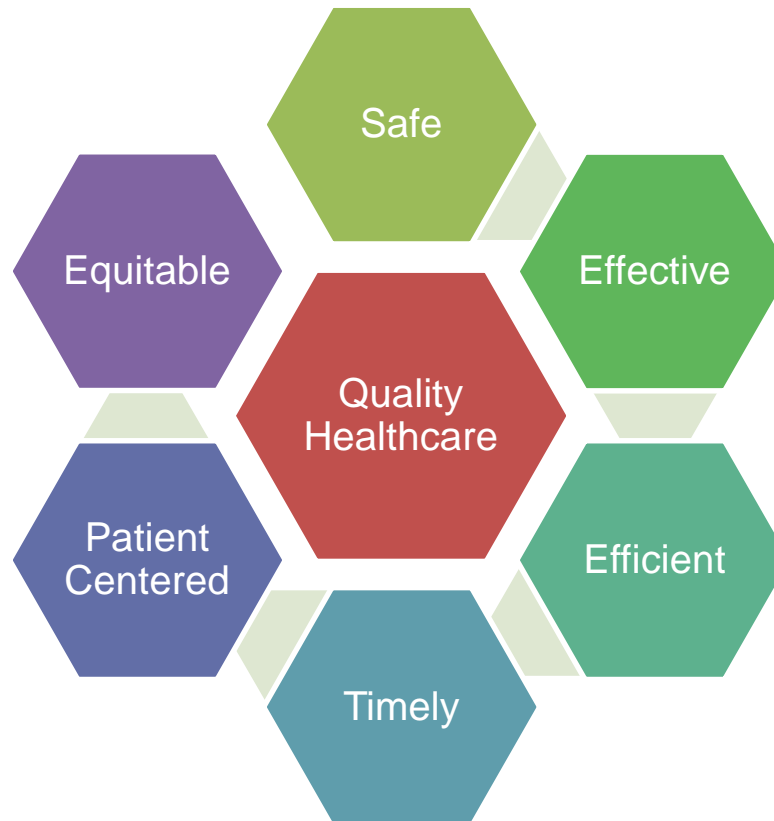 Safe
Equitable
Effective
Quality
Healthcare
Patient
Centered
Efficient
Timely